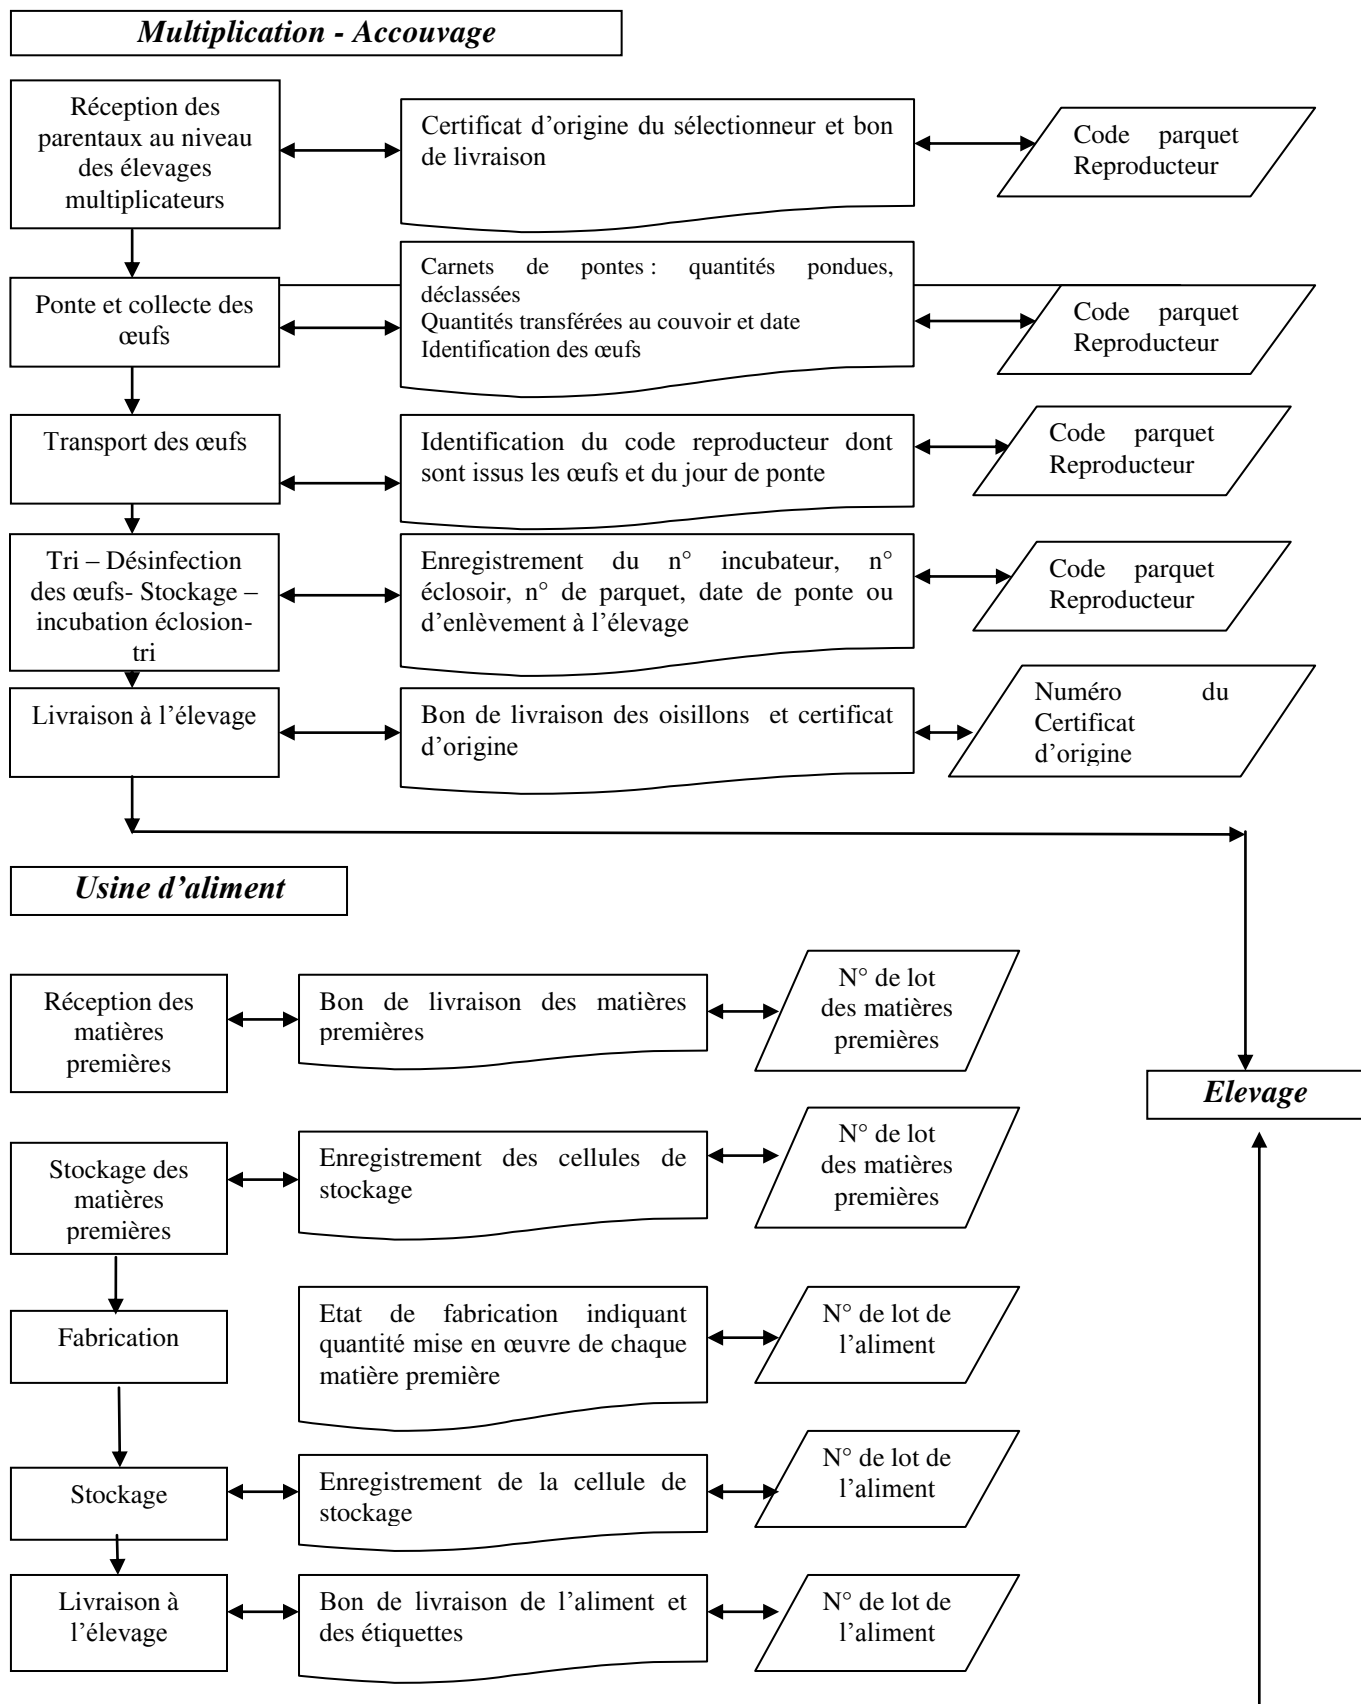 Multiplication - Accouvage
Réception des
parentaux au niveau
des élevages
multiplicateurs
Certificat d’origine du sélectionneur et bon
de livraison
Code parquet
Reproducteur
Ponte et collecte des
œufs
Carnets de pontes : quantités pondues,
déclassées
Quantités transférées au couvoir et date
Identification des œufs
Code parquet
Reproducteur
Transport des œufs
Identification du code reproducteur dont
sont issus les œufs et du jour de ponte
Code parquet
Reproducteur
Tri – Désinfection
des œufs- Stockage –
incubation éclosion-
tri
Enregistrement du n° incubateur, n°
éclosoir, n° de parquet, date de ponte ou
d’enlèvement à l’élevage
Code parquet
Reproducteur
Livraison à l’élevage
Bon de livraison des oisillons et certificat
d’origine
Numéro du
Certificat
d’origine
Usine d’aliment
Réception des
matières
premières
Bon de livraison des matières
premières
N° de lot
des matières
premières
Elevage
Stockage des
matières
premières
Enregistrement des cellules de
stockage
N° de lot
des matières
premières
Fabrication
Etat de fabrication indiquant
quantité mise en œuvre de chaque
matière première
N° de lot de
l’aliment
Stockage
Enregistrement de la cellule de
stockage
N° de lot de
l’aliment
Livraison à
l’élevage
Bon de livraison de l’aliment et
des étiquettes
N° de lot de
l’aliment